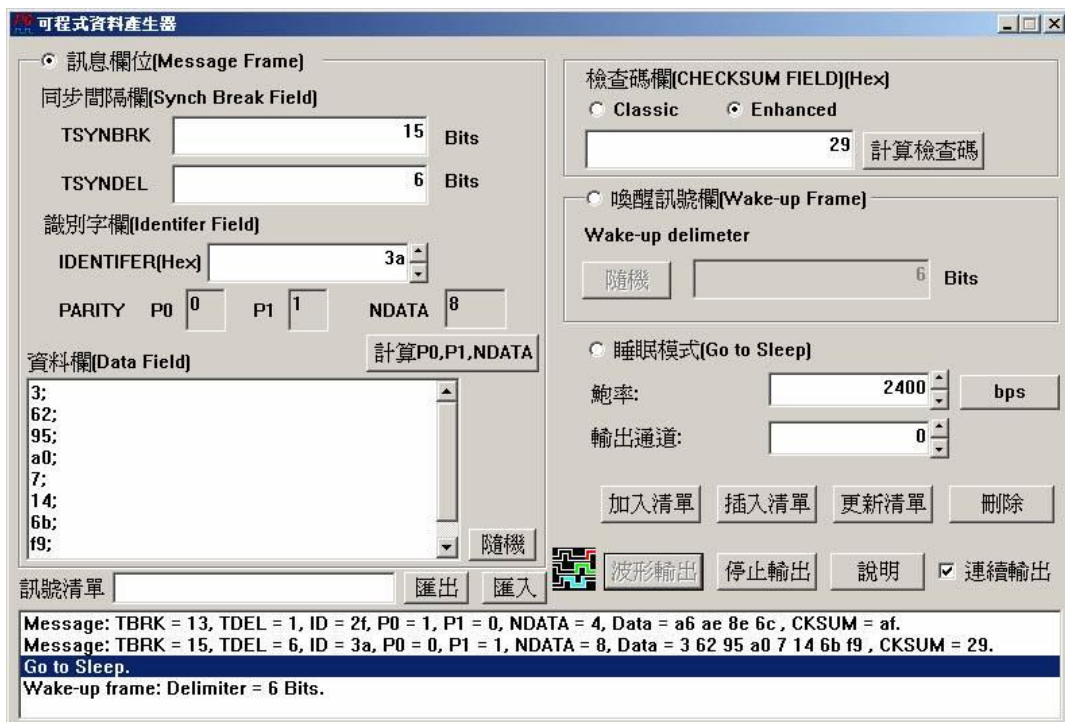 可程式資料產生器
訊息欄位(Message Frame)
同步間隔欄(Synch Break Field)
TSYNBRK 15 Bits
TSYNDEL 6 Bits
識別字欄(Identifer Field)
IDENTIFER(Hex) 3a
PARITY P0 0 P1 1 NDATA 8
資料欄(Data Field)
計算P0,P1,NDATA
3;
62;
95;
a0;
7;
14;
6b;
f9;
隨機
檢查碼欄(CHECKSUM FIELD)(Hex)
Classic Enhanced
29 計算檢查碼
喚醒訊號欄(Wake-up Frame)
Wake-up delimeter
隨機 6 Bits
睡眠模式(Go to Sleep)
鮑率: 2400 bps
輸出通道: 0
加入清單 插入清單 更新清單 刪除
波形輸出 停止輸出 說明 連續輸出
訊號清單 匯出 匯入
Message: TBRK = 13, TDEL = 1, ID = 2f, P0 = 1, P1 = 0, NDATA = 4, Data = a6 ae 8e 6c , CKSUM = af.
Message: TBRK = 15, TDEL = 6, ID = 3a, P0 = 0, P1 = 1, NDATA = 8, Data = 3 62 95 a0 7 14 6b f9 , CKSUM = 29.
Go to Sleep.
Wake-up frame: Delimiter = 6 Bits.